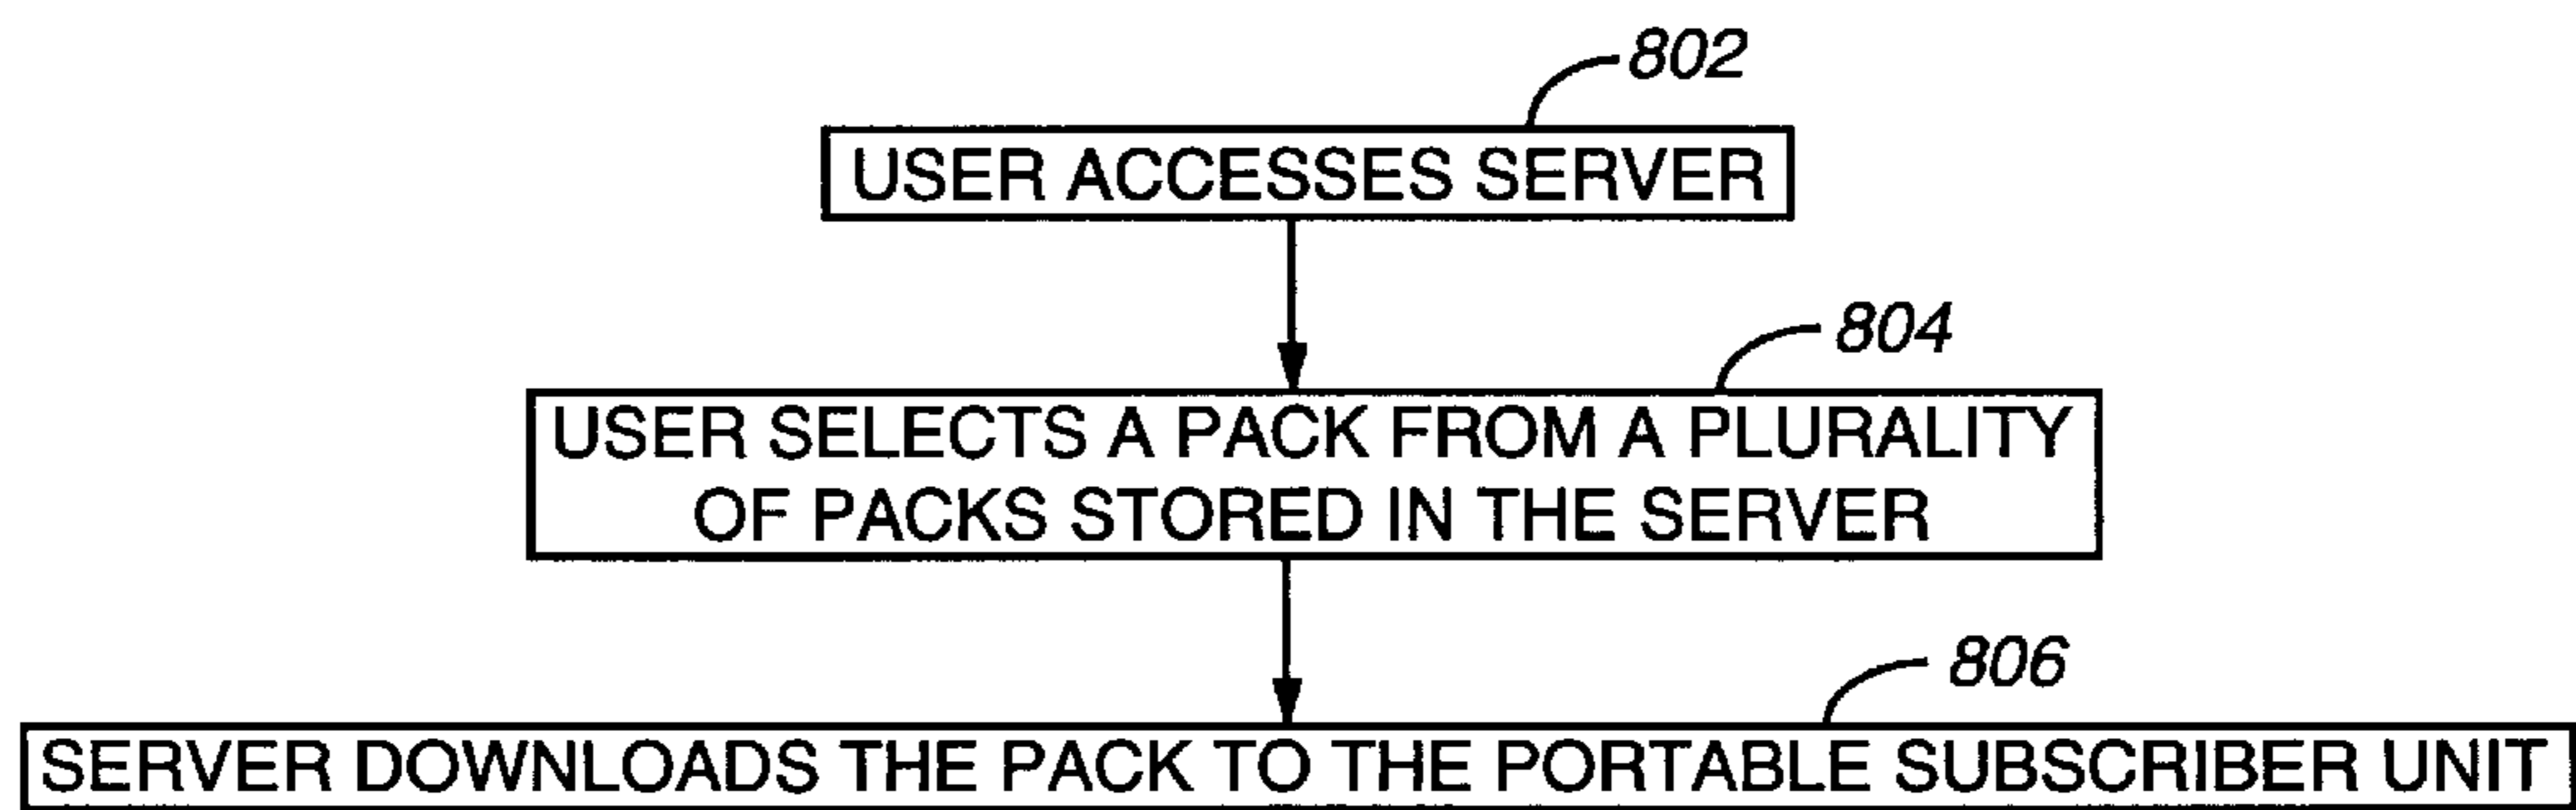 802
USER ACCESSES SERVER
804
USER SELECTS A PACK FROM A PLURALITY
OF PACKS STORED IN THE SERVER
806
SERVER DOWNLOADS THE PACK TO THE PORTABLE SUBSCRIBER UNIT